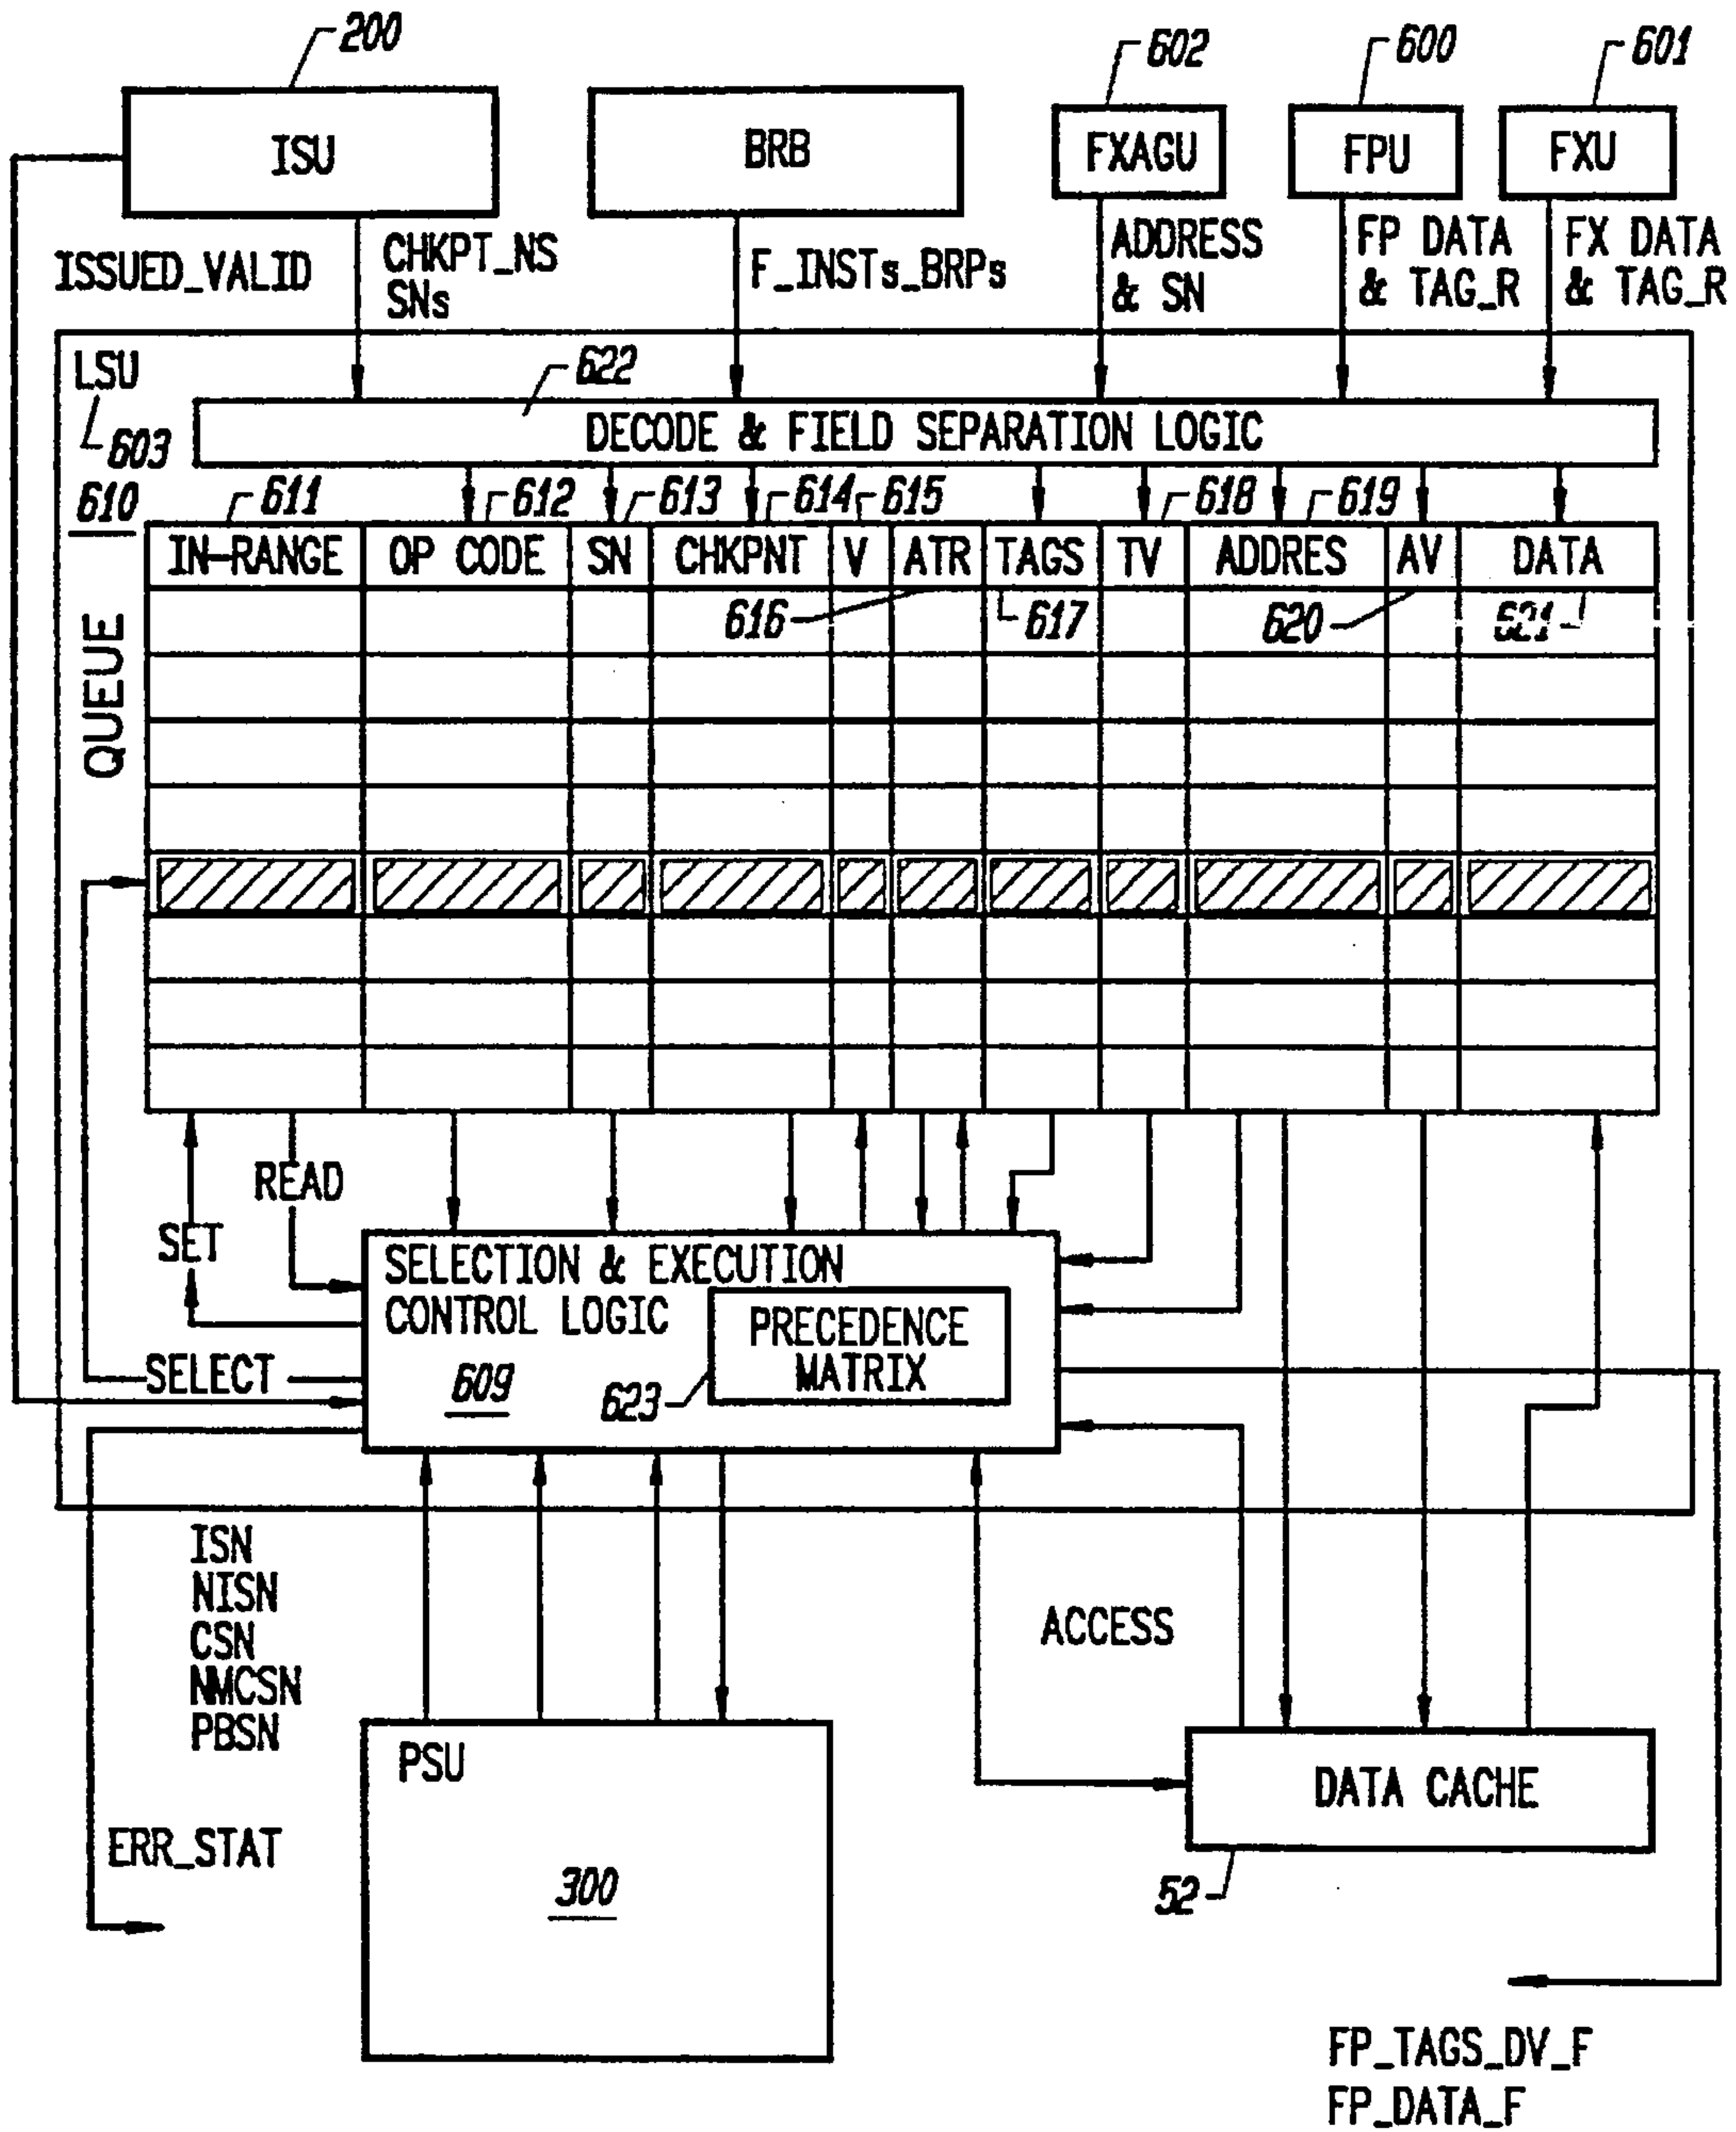 200
602
600
601
ISU
BRB
FXAGU
FPU
FXU
ISSUED_VALID
CHKPT_NS
SNs
F_INSTs_BRPs
ADDRESS
& SN
FP DATA
& TAG_R
FX DATA
& TAG_R
LSU
603
622
DECODE & FIELD SEPARATION LOGIC
610
611
612
613
614
615
618
619
QUEUE
IN-RANGE
OP CODE
SN
CHKPNT
V
ATR
TAGS
TV
ADDRES
AV
DATA
616
617
620
621
READ
SET
SELECT
SELECTION & EXECUTION
CONTROL LOGIC
609
623
PRECEDENCE
MATRIX
ISN
NISN
CSN
NMCSN
PBSN
ACCESS
PSU
300
DATA CACHE
52
ERR_STAT
FP_TAGS_DV_F
FP_DATA_F